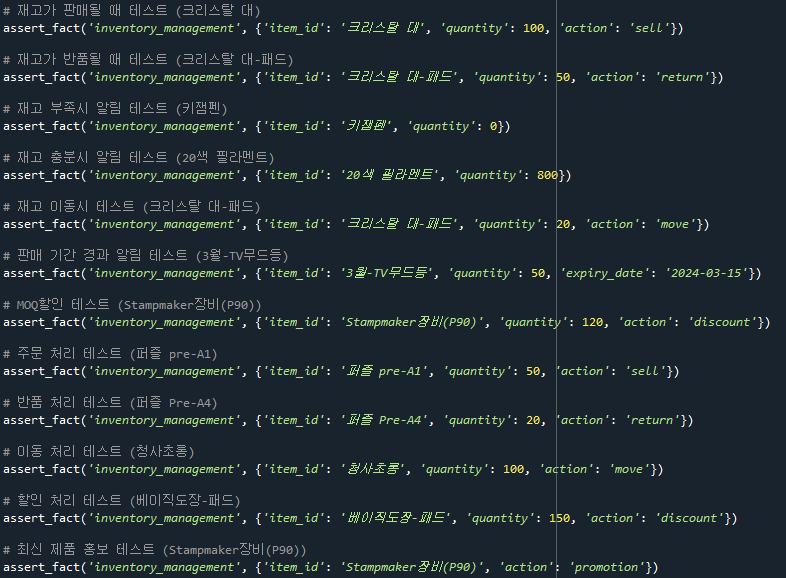 # 재고가 판매될 때 테스트 (크리스탈 대)
assert_fact('inventory_management', {'item_id': '크리스탈 대', 'quantity': 100, 'action': 'sell'})
# 재고가 반품될 때 테스트 (크리스탈 대-패드)
assert_fact('inventory_management', {'item_id': '크리스탈 대-패드', 'quantity': 50, 'action': 'return'})
# 재고 부족시 알림 테스트 (키잼펜)
assert_fact('inventory_management', {'item_id': '키잼펜', 'quantity': 0})
# 재고 충분시 알림 테스트 (20색 필라멘트)
assert_fact('inventory_management', {'item_id': '20색 필라멘트', 'quantity': 800})
# 재고 이동시 테스트 (크리스탈 대-패드)
assert_fact('inventory_management', {'item_id': '크리스탈 대-패드', 'quantity': 20, 'action': 'move'})
# 판매 기간 경과 알림 테스트 (3월-TV무드등)
assert_fact('inventory_management', {'item_id': '3월-TV무드등', 'quantity': 50, 'expiry_date': '2024-03-15'})
# MOQ할인 테스트 (Stampmaker장비(P90))
assert_fact('inventory_management', {'item_id': 'Stampmaker장비(P90)', 'quantity': 120, 'action': 'discount'})
# 주문 처리 테스트 (퍼즐 pre-A1)
assert_fact('inventory_management', {'item_id': '퍼즐 pre-A1', 'quantity': 50, 'action': 'sell'})
# 반품 처리 테스트 (퍼즐 Pre-A4)
assert_fact('inventory_management', {'item_id': '퍼즐 Pre-A4', 'quantity': 20, 'action': 'return'})
# 이동 처리 테스트 (청사초롱)
assert_fact('inventory_management', {'item_id': '청사초롱', 'quantity': 100, 'action': 'move'})
# 할인 처리 테스트 (베이직도장-패드)
assert_fact('inventory_management', {'item_id': '베이직도장-패드', 'quantity': 150, 'action': 'discount'})
# 최신 제품 홍보 테스트 (Stampmaker장비(P90))
assert_fact('inventory_management', {'item_id': 'Stampmaker장비(P90)', 'action': 'promotion'})